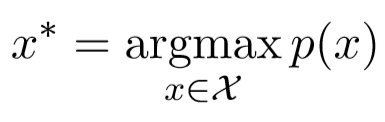 x* = argmax p(x)
x∈𝒳